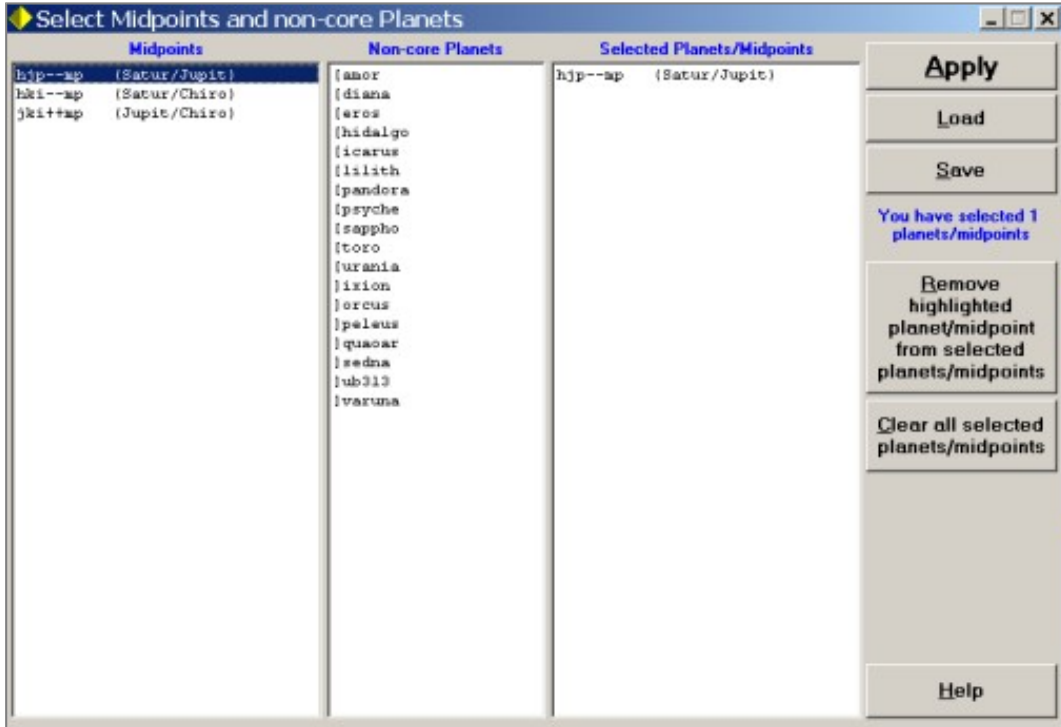 Select Midpoints and non-core Planets
Midpoints
hjp--mp (Satur/Jupit)
hki--mp (Satur/Chiro)
jki++mp (Jupit/Chiro)
Non-core Planets
[amor
[diana
[eros
[hidalgo
[icarus
[lilith
[pandora
[psyche
[sappho
[toro
[urania
]ixion
]orcus
]peleus
]quaoar
]sedna
]ub313
]varuna
Selected Planets/Midpoints
hjp--mp (Satur/Jupit)
Apply
Load
Save
You have selected 1
planets/midpoints
Remove
highlighted
planet/midpoint
from selected
planets/midpoints
Clear all selected
planets/midpoints
Help